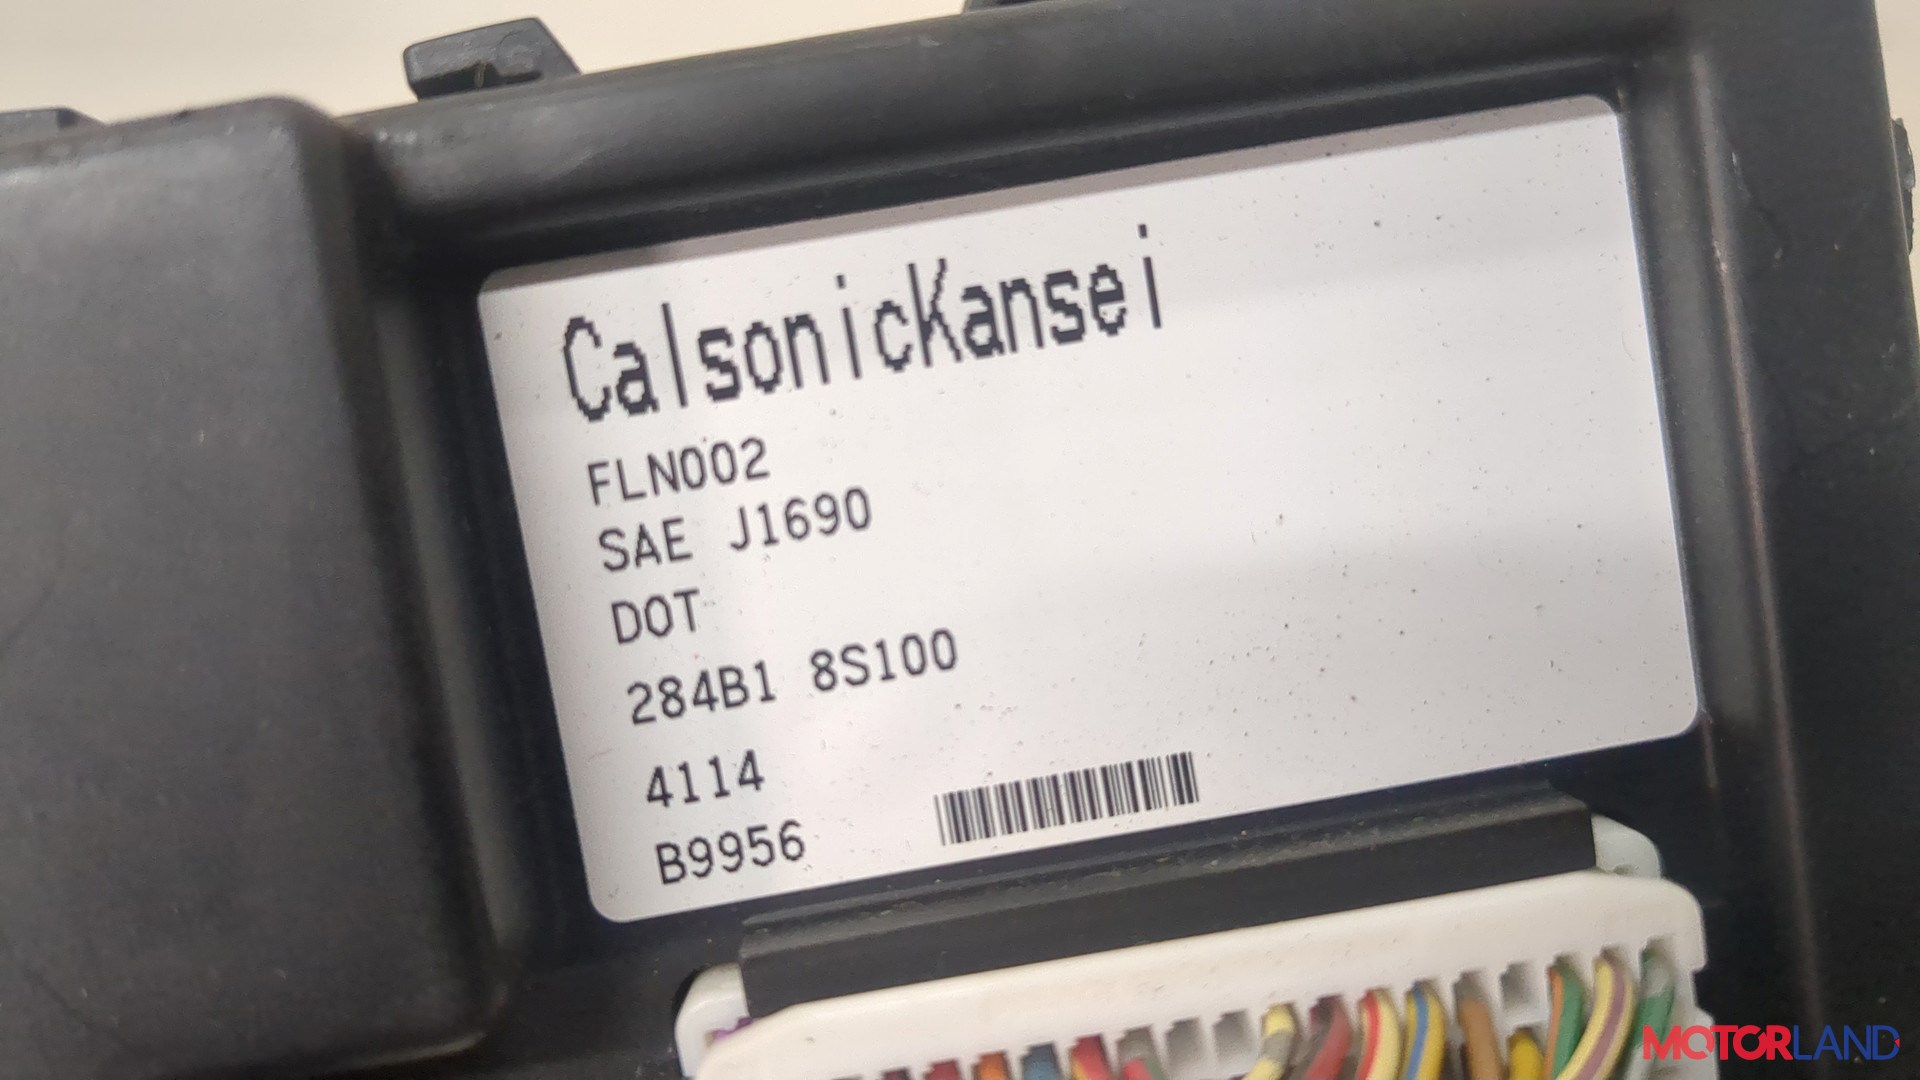 CalsonicKansei
FLN002
SAE J1690
DOT
284B1 8S100
4114
B9956
MOTORLAND